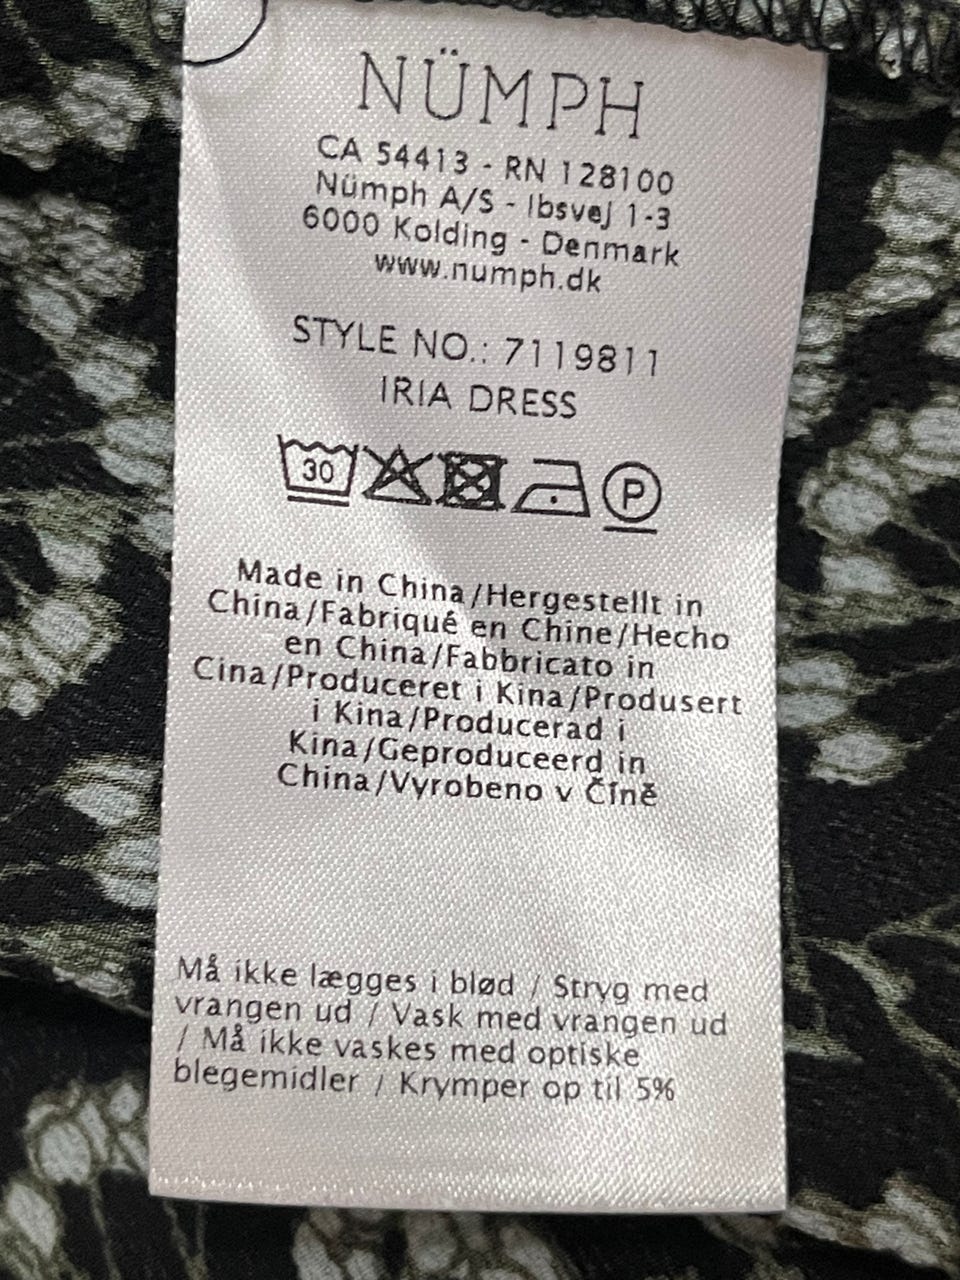 NÜMPH
CA 54413 - RN 128100
Nümph A/S - Ibsvej 1-3
6000 Kolding - Denmark
www.numph.dk
STYLE NO.: 7119811
IRIA DRESS
30 P
Made in China/Hergestellt in
China/Fabriqué en Chine/Hecho
en China/Fabbricato in
Cina/Produceret i Kina/Produsert
i Kina/Producerad i
Kina/Geproduceerd in
China/Vyrobeno v Číně
Må ikke lægges i blød / Stryg med
vrangen ud / Vask med vrangen ud
/ Må ikke vaskes med optiske
blegemidler / Krymper op til 5%